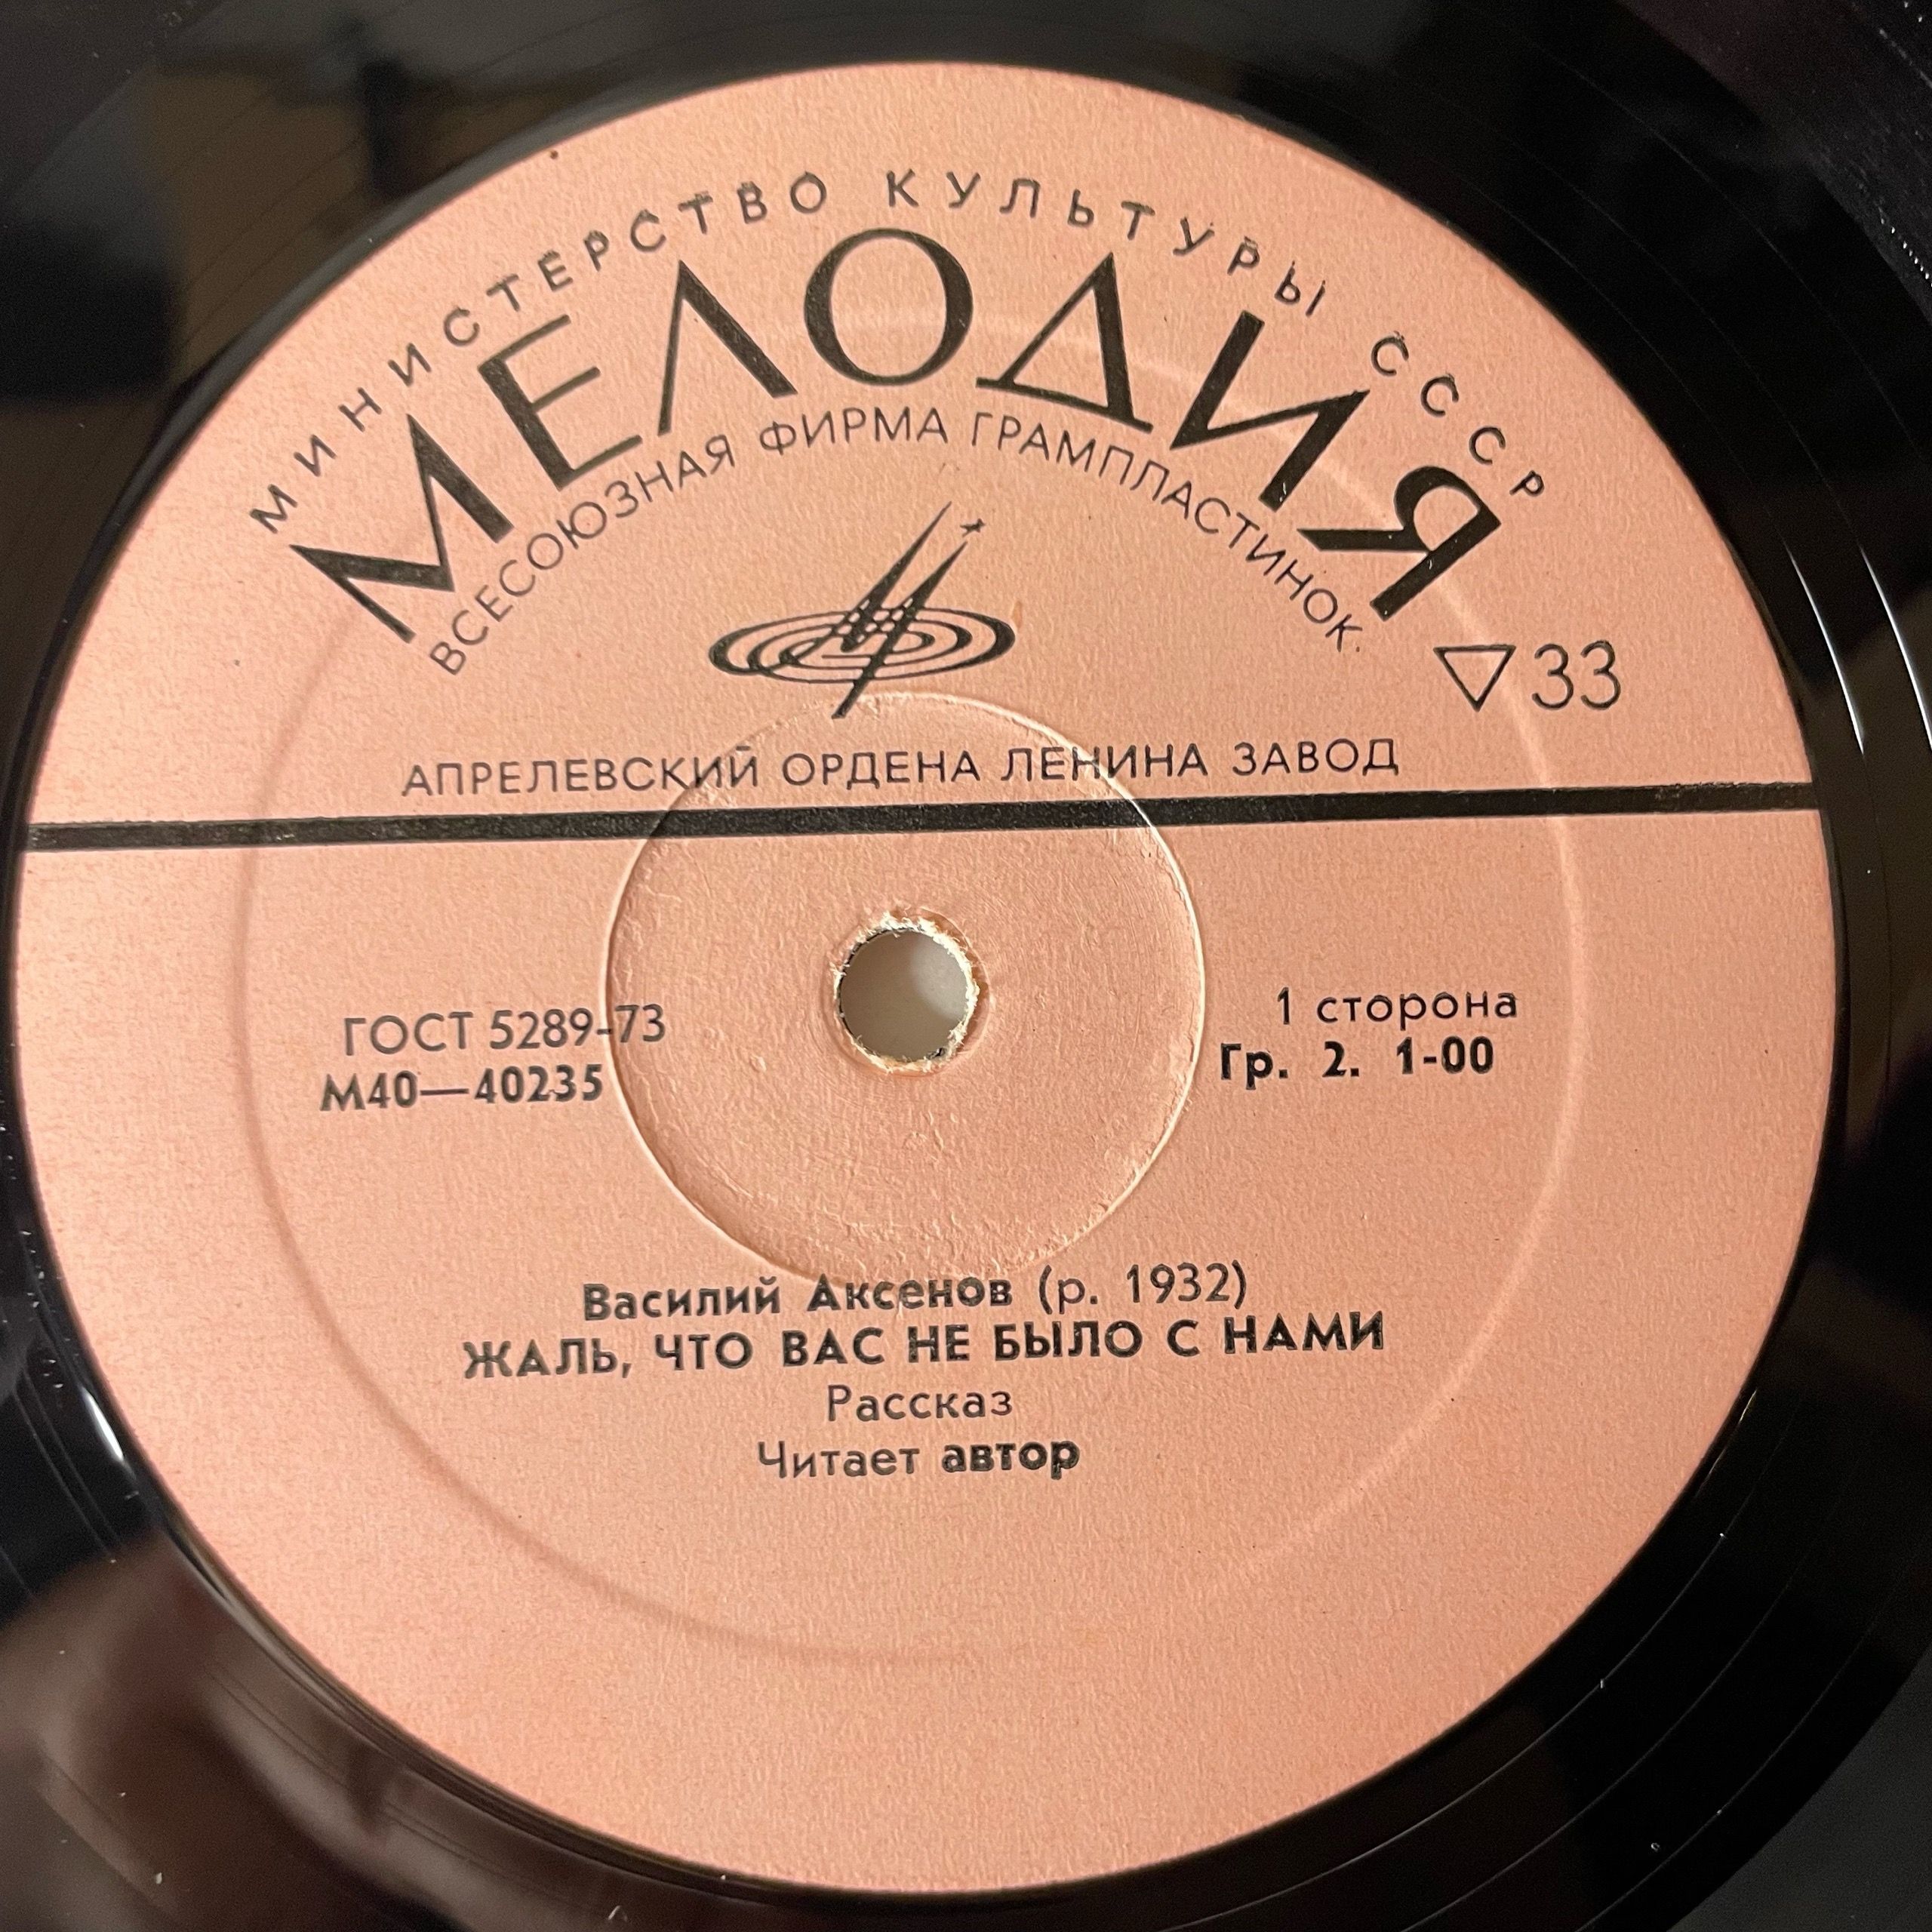 МИНИСТЕРСТВО КУЛЬТУРЫ СССР
МЕЛОДИЯ
ВСЕСОЮЗНАЯ ФИРМА ГРАМПЛАСТИНОК
33
АПРЕЛЕВСКИЙ ОРДЕНА ЛЕНИНА ЗАВОД
ГОСТ 5289-73
М40—40235
1 сторона
Гр. 2. 1-00
Василий Аксенов (р. 1932)
ЖАЛЬ, ЧТО ВАС НЕ БЫЛО С НАМИ
Рассказ
Читает автор